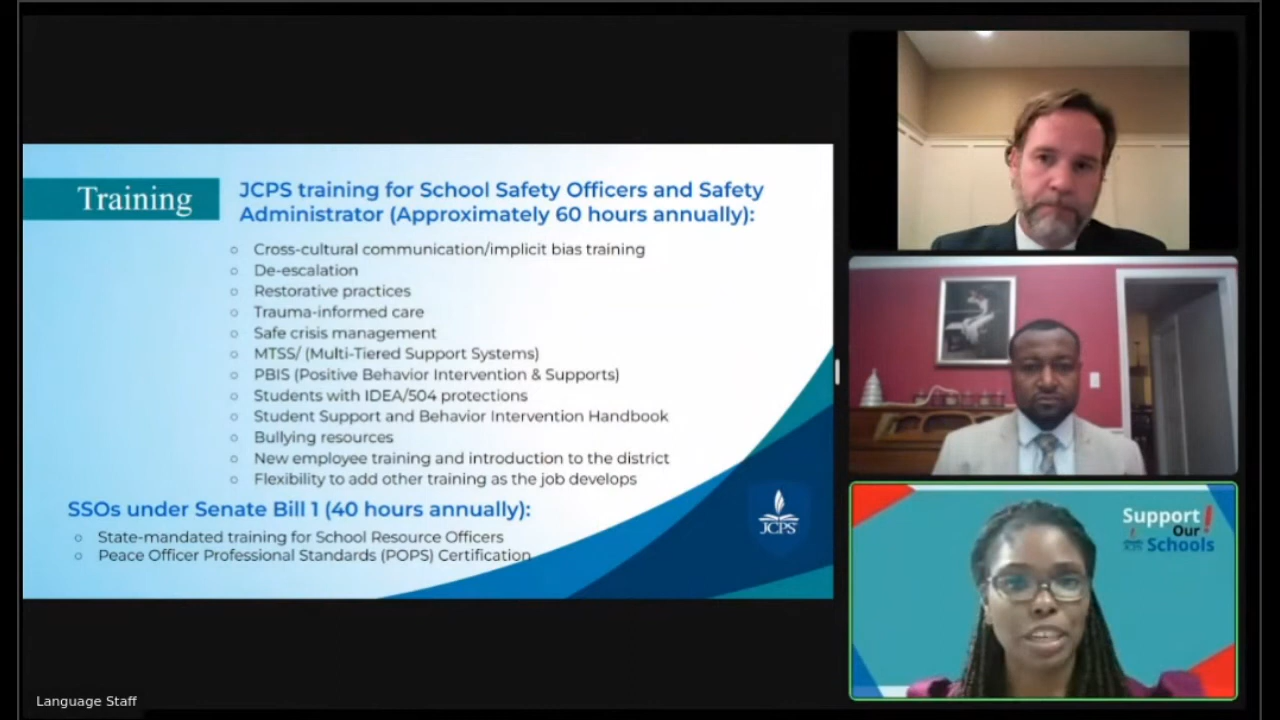 Training
JCPS training for School Safety Officers and Safety
Administrator (Approximately 60 hours annually):
Cross-cultural communication/implicit bias training
De-escalation
Restorative practices
Trauma-informed care
Safe crisis management
MTSS/ (Multi-Tiered Support Systems)
PBIS (Positive Behavior Intervention & Supports)
Students with IDEA/504 protections
Student Support and Behavior Intervention Handbook
Bullying resources
New employee training and introduction to the district
Flexibility to add other training as the job develops
SSOs under Senate Bill 1 (40 hours annually):
State-mandated training for School Resource Officers
Peace Officer Professional Standards (POPS) Certification
JCPS
Support
Our
JCPS Schools
Language Staff